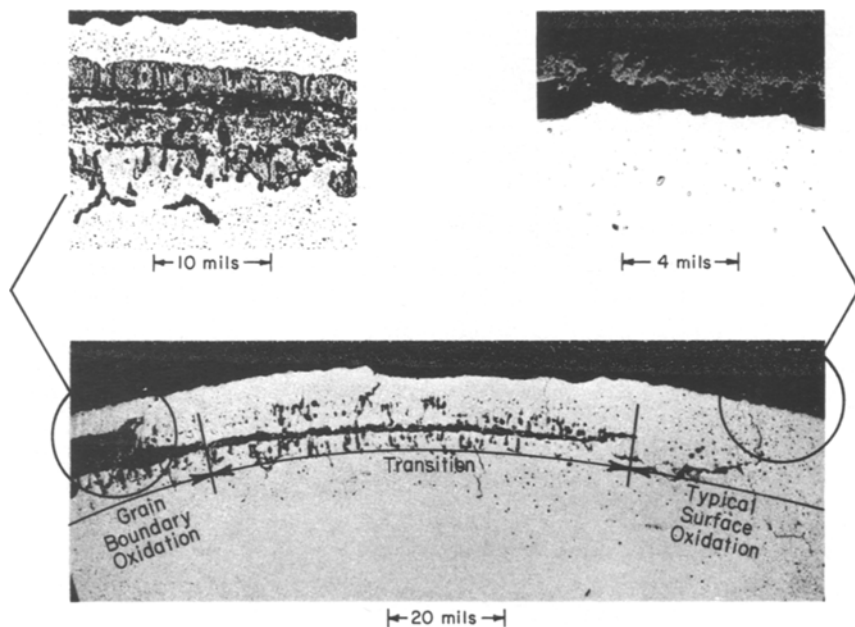 10 mils
4 mils
Grain
Boundary
Oxidation
Transition
Typical
Surface
Oxidation
20 mils